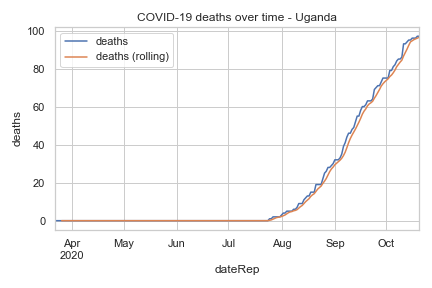 COVID-19 deaths over time - Uganda
deaths
deaths (rolling)
100
80
60
40
20
0
deaths
Apr
2020
May
Jun
Jul
Aug
Sep
Oct
dateRep